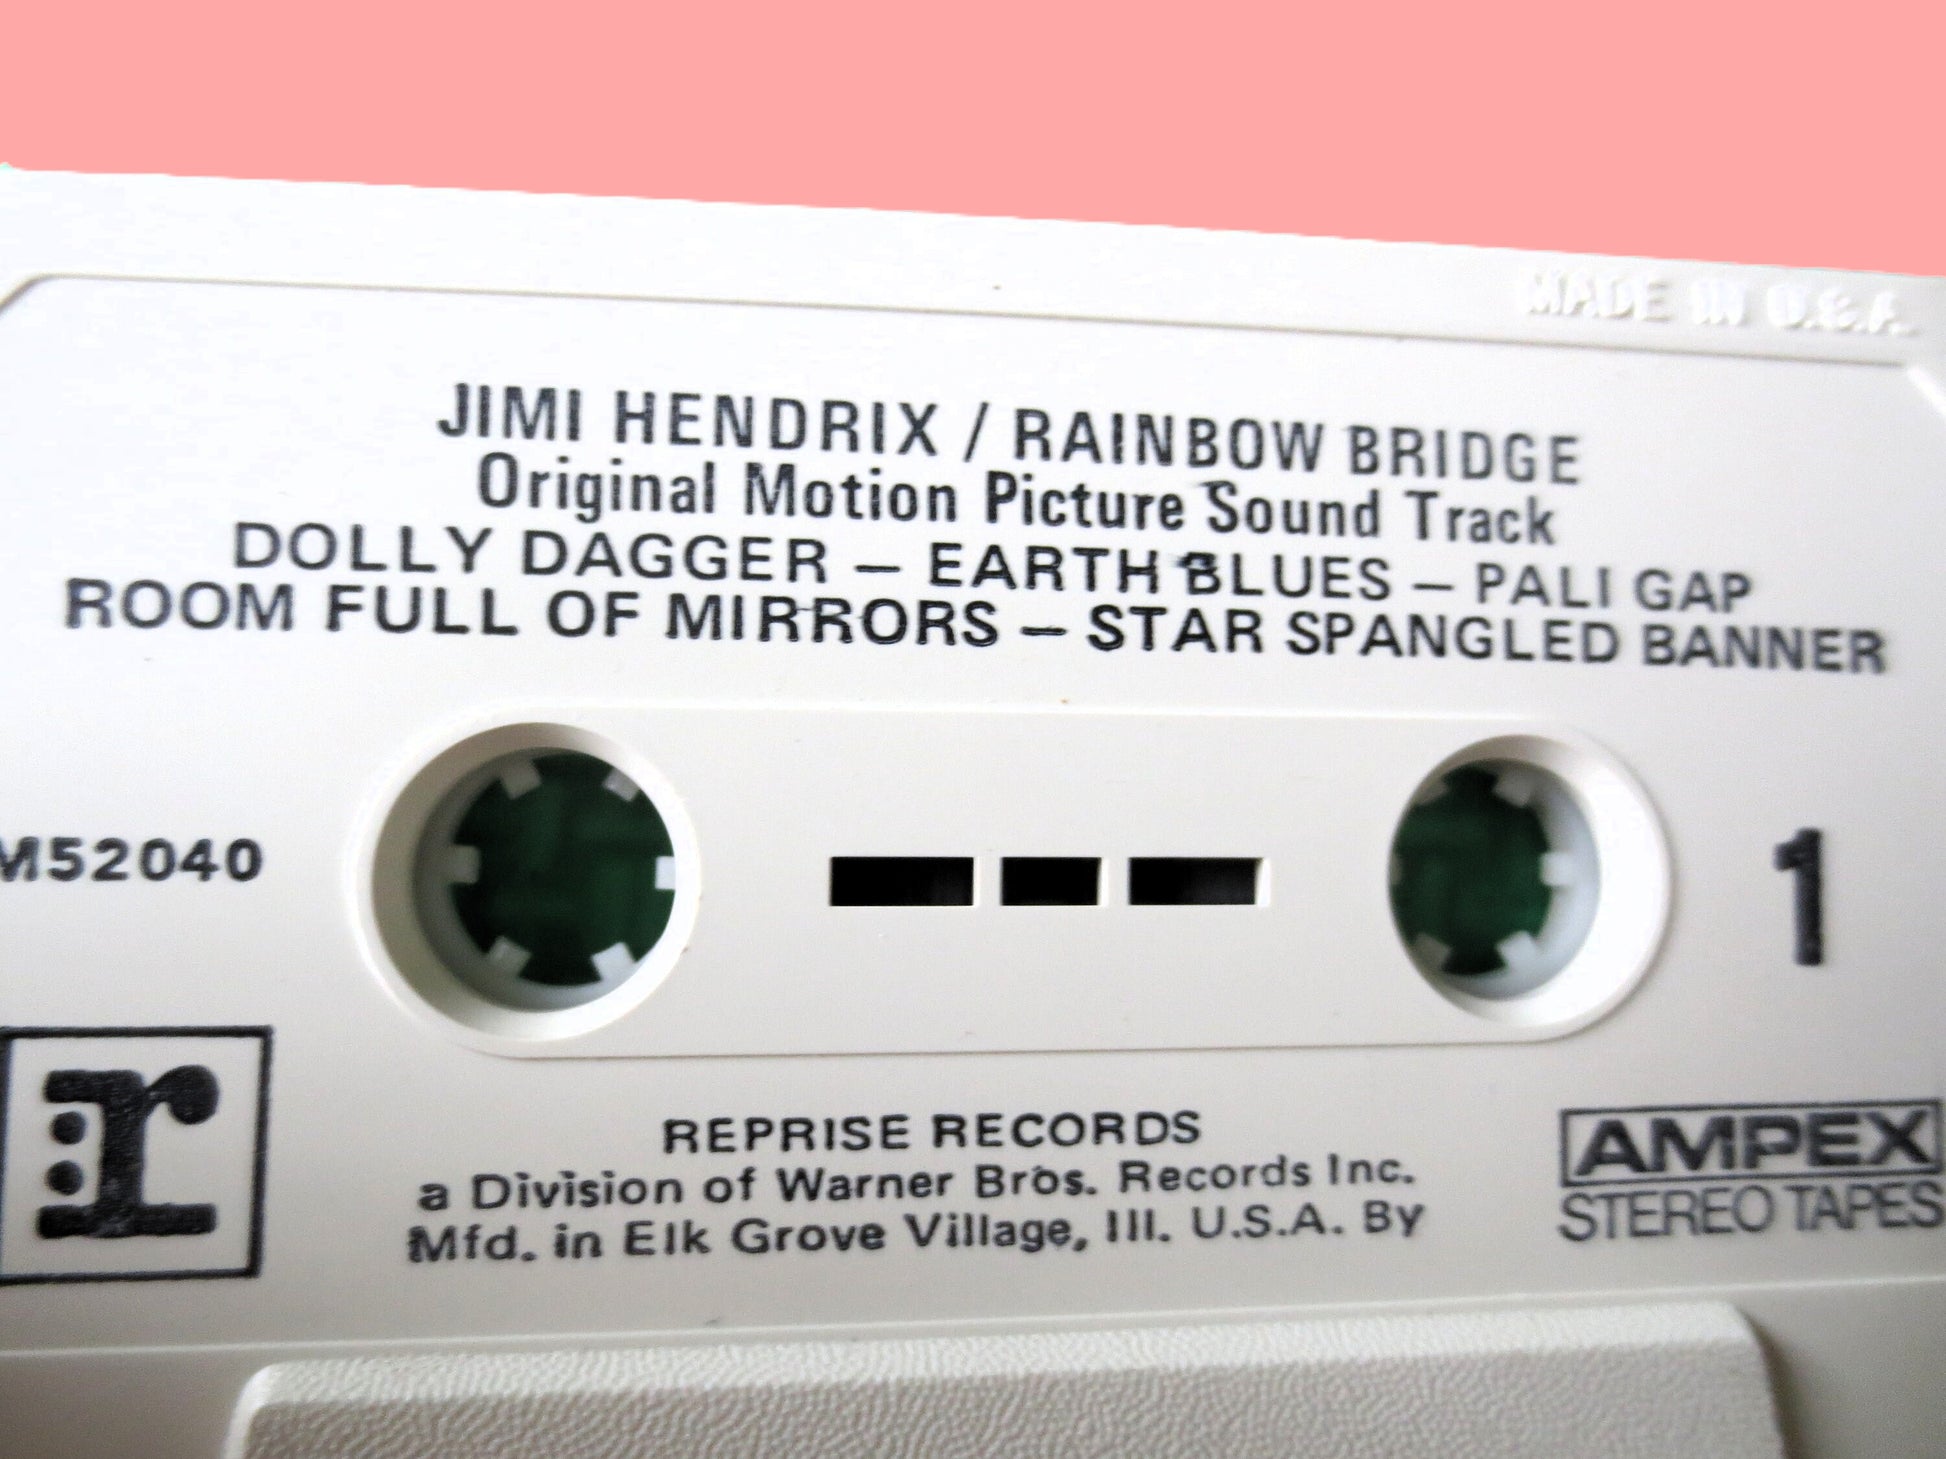 MADE IN U.S.A.
JIMI HENDRIX / RAINBOW BRIDGE
Original Motion Picture Sound Track
DOLLY DAGGER — EARTH BLUES — PALI GAP
ROOM FULL OF MIRRORS — STAR SPANGLED BANNER
M52040
1
r
REPRISE RECORDS
a Division of Warner Bros. Records Inc.
Mfd. in Elk Grove Village, Ill. U.S.A. By
AMPEX
STEREO TAPES